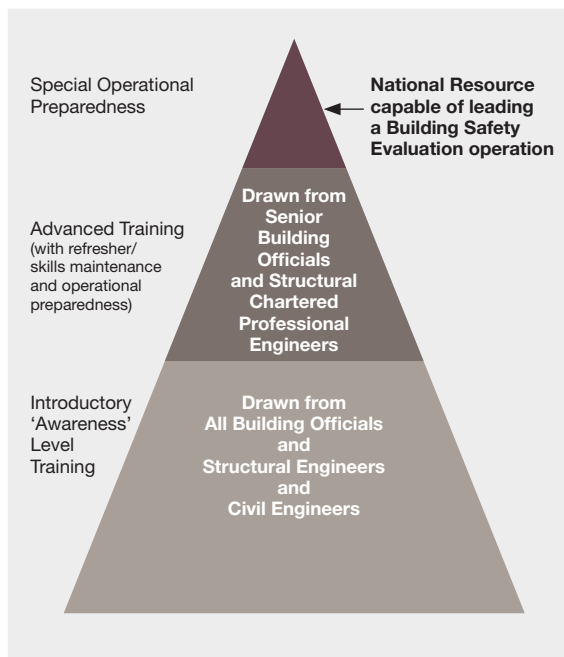 Special Operational
Preparedness
National Resource
capable of leading
a Building Safety
Evaluation operation
Advanced Training
(with refresher/
skills maintenance
and operational
preparedness)
Drawn from
Senior
Building
Officials
and Structural
Chartered
Professional
Engineers
Introductory
‘Awareness’
Level
Training
Drawn from
All Building Officials
and
Structural Engineers
and
Civil Engineers